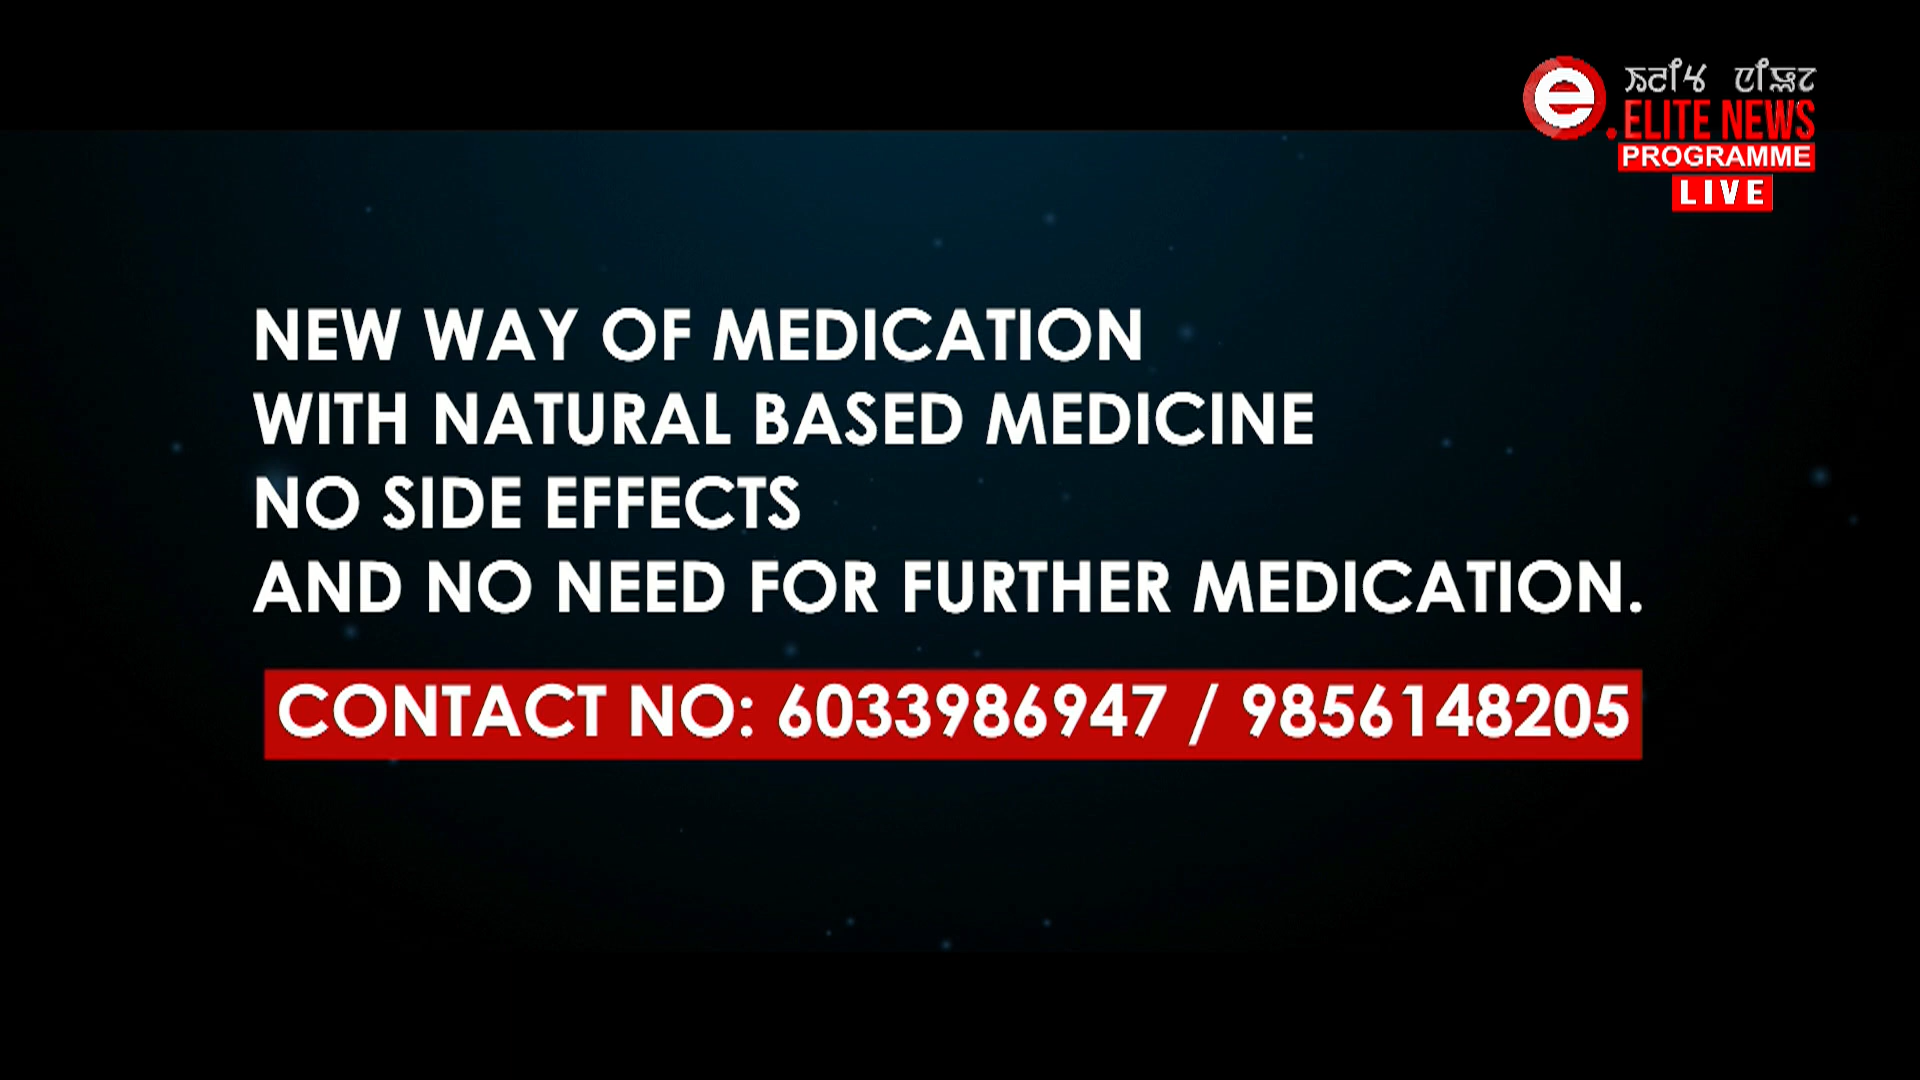 ELITE NEWS
PROGRAMME
LIVE
NEW WAY OF MEDICATION
WITH NATURAL BASED MEDICINE
NO SIDE EFFECTS
AND NO NEED FOR FURTHER MEDICATION.
CONTACT NO: 6033986947 / 9856148205